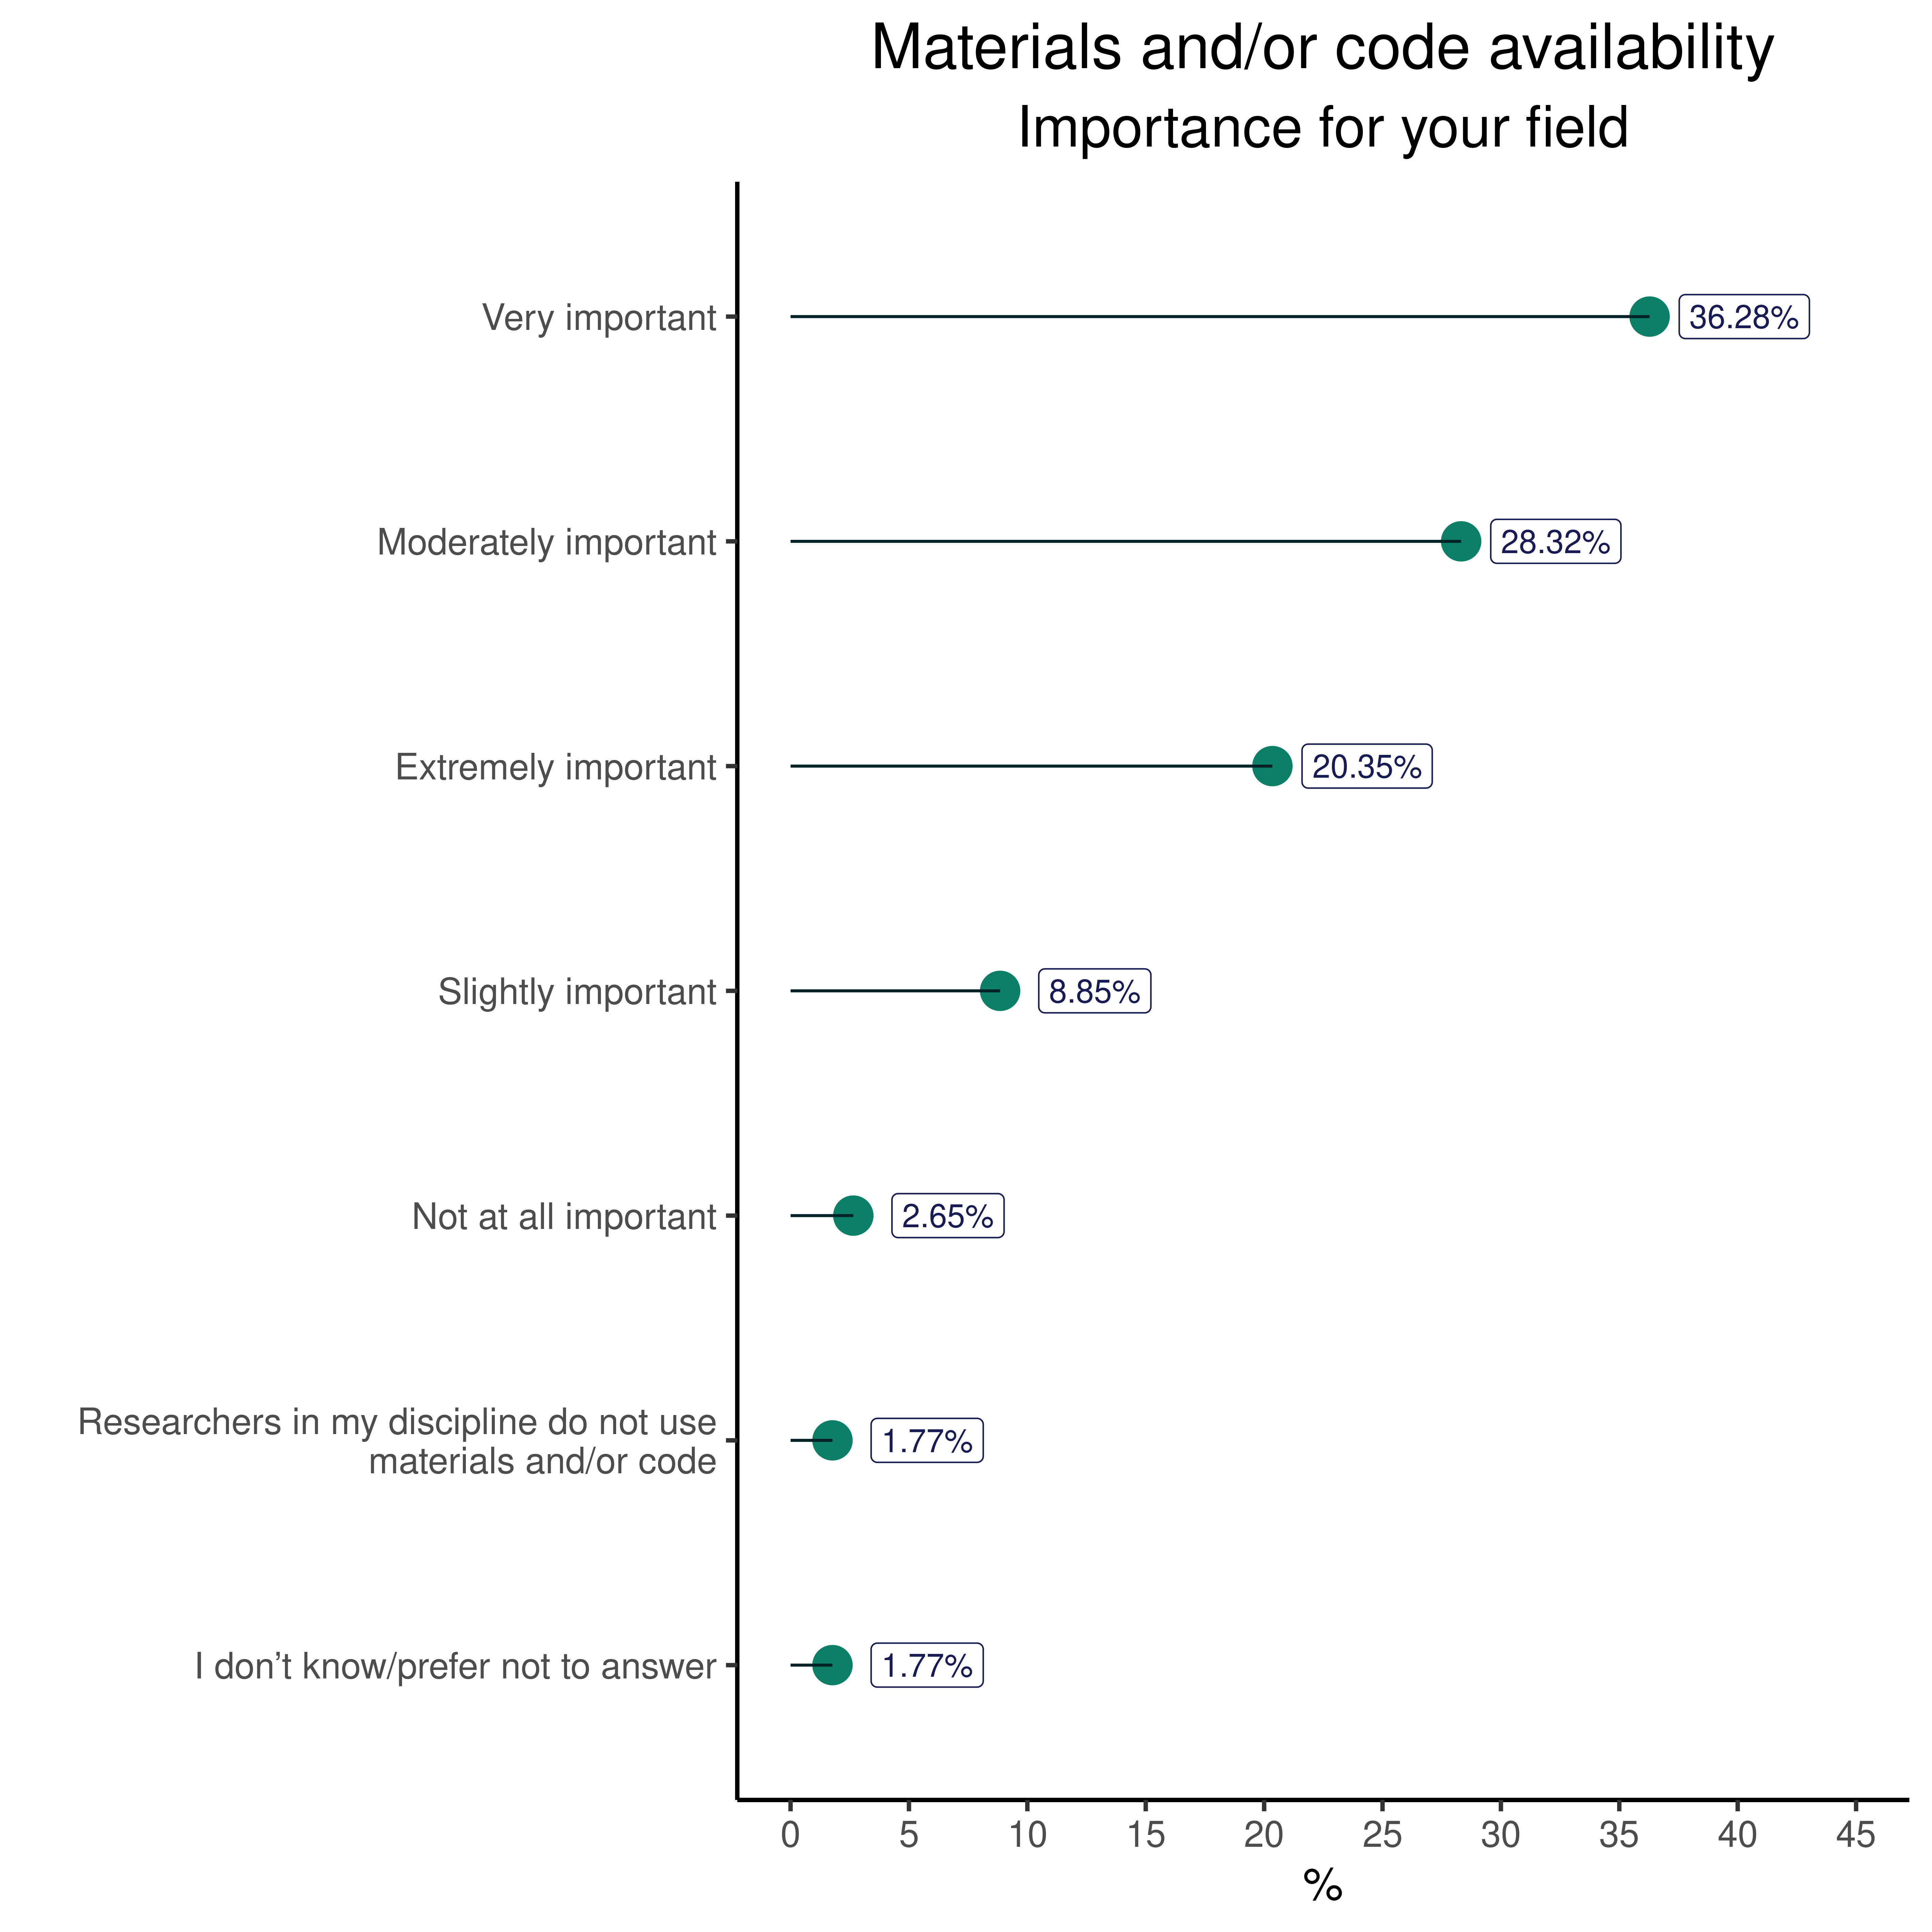 Materials and/or code availability
Importance for your field
Very important
36.28%
Moderately important
28.32%
Extremely important
20.35%
Slightly important
8.85%
Not at all important
2.65%
Researchers in my discipline do not use
materials and/or code
1.77%
I don’t know/prefer not to answer
1.77%
0 5 10 15 20 25 30 35 40 45
%